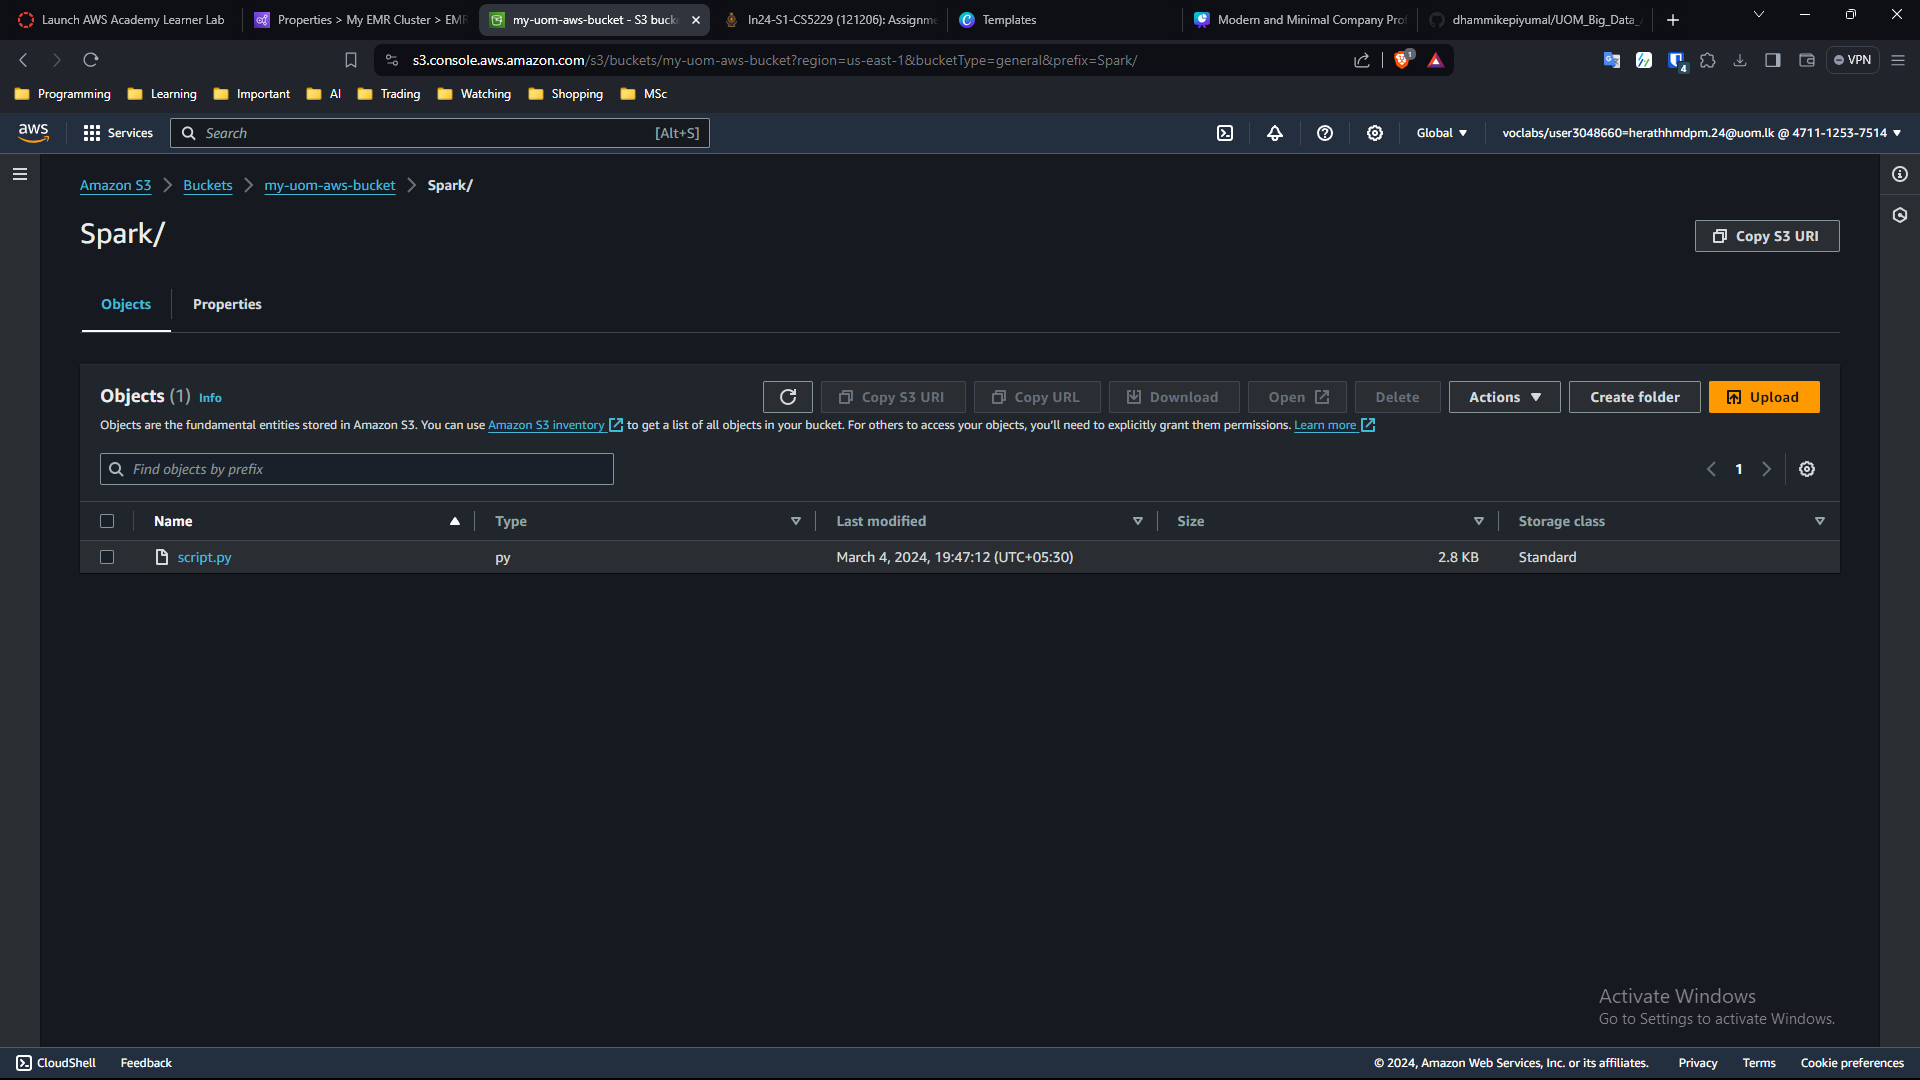 Launch AWS Academy Learner Lab
Properties > My EMR Cluster > EMR
my-uom-aws-bucket - S3 buck
In24-S1-CS5229 (121206): Assignme
Templates
Modern and Minimal Company Prof
dhammikepiyumal/UOM_Big_Data_
s3.console.aws.amazon.com/s3/buckets/my-uom-aws-bucket?region=us-east-1&bucketType=general&prefix=Spark/
1
4
VPN
Programming
Learning
Important
AI
Trading
Watching
Shopping
MSc
aws
Services
Search
[Alt+S]
Global
voclabs/user3048660=herathhmdpm.24@uom.lk @ 4711-1253-7514
Amazon S3
Buckets
my-uom-aws-bucket
Spark/
Spark/
Copy S3 URI
Objects
Properties
Objects (1) Info
Copy S3 URI
Copy URL
Download
Open
Delete
Actions
Create folder
Upload
Objects are the fundamental entities stored in Amazon S3. You can use Amazon S3 inventory to get a list of all objects in your bucket. For others to access your objects, you'll need to explicitly grant them permissions. Learn more
Find objects by prefix
1
Name
Type
Last modified
Size
Storage class
script.py
py
March 4, 2024, 19:47:12 (UTC+05:30)
2.8 KB
Standard
Activate Windows
Go to Settings to activate Windows.
CloudShell
Feedback
© 2024, Amazon Web Services, Inc. or its affiliates.
Privacy
Terms
Cookie preferences